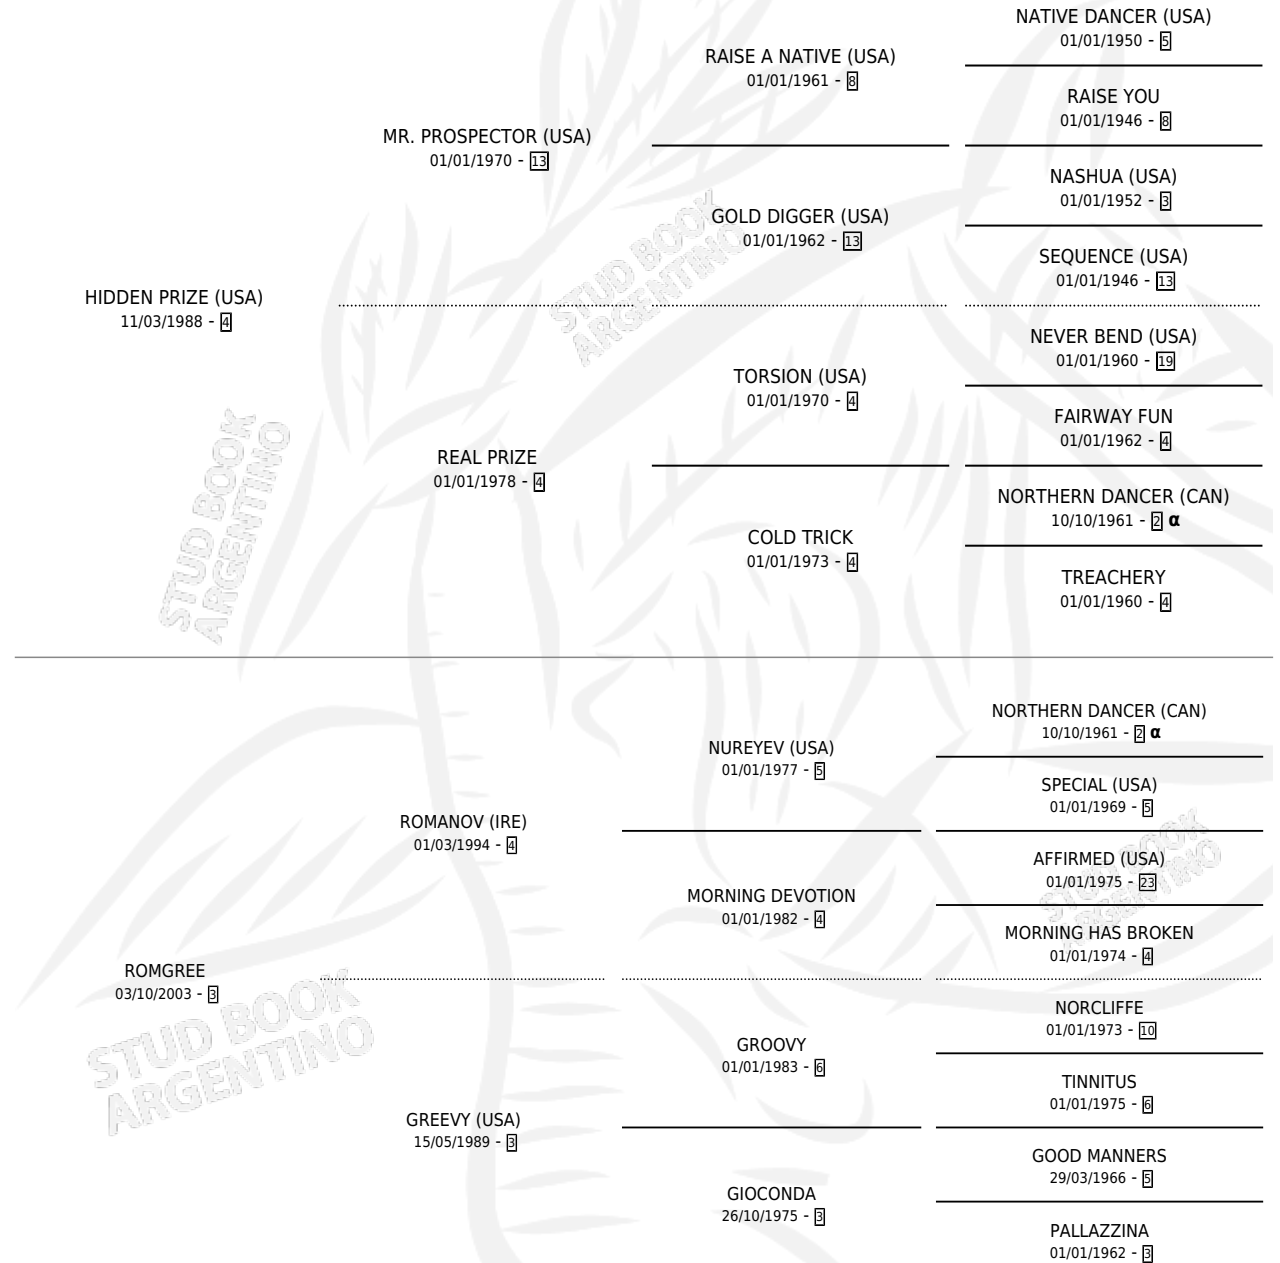 NATIVE DANCER (USA)
01/01/1950 - 5
RAISE A NATIVE (USA)
01/01/1961 - 8
RAISE YOU
01/01/1946 - 8
MR. PROSPECTOR (USA)
01/01/1970 - 13
NASHUA (USA)
01/01/1952 - 3
GOLD DIGGER (USA)
01/01/1962 - 13
SEQUENCE (USA)
01/01/1946 - 13
HIDDEN PRIZE (USA)
11/03/1988 - 4
NEVER BEND (USA)
01/01/1960 - 19
TORSION (USA)
01/01/1970 - 4
FAIRWAY FUN
01/01/1962 - 4
REAL PRIZE
01/01/1978 - 4
NORTHERN DANCER (CAN)
10/10/1961 - 2 α
COLD TRICK
01/01/1973 - 4
TREACHERY
01/01/1960 - 4
NORTHERN DANCER (CAN)
10/10/1961 - 2 α
NUREYEV (USA)
01/01/1977 - 5
SPECIAL (USA)
01/01/1969 - 5
ROMANOV (IRE)
01/03/1994 - 4
AFFIRMED (USA)
01/01/1975 - 23
MORNING DEVOTION
01/01/1982 - 4
MORNING HAS BROKEN
01/01/1974 - 4
ROMGREE
03/10/2003 - 3
NORCLIFFE
01/01/1973 - 10
GROOVY
01/01/1983 - 6
TINNITUS
01/01/1975 - 6
GREEVY (USA)
15/05/1989 - 3
GOOD MANNERS
29/03/1966 - 5
GIOCONDA
26/10/1975 - 3
PALLAZZINA
01/01/1962 - 3
STUD BOOK
ARGENTINO
STUD BOOK
ARGENTINO
STUD BOOK
ARGENTINO
STUD BOOK
ARGENTINO